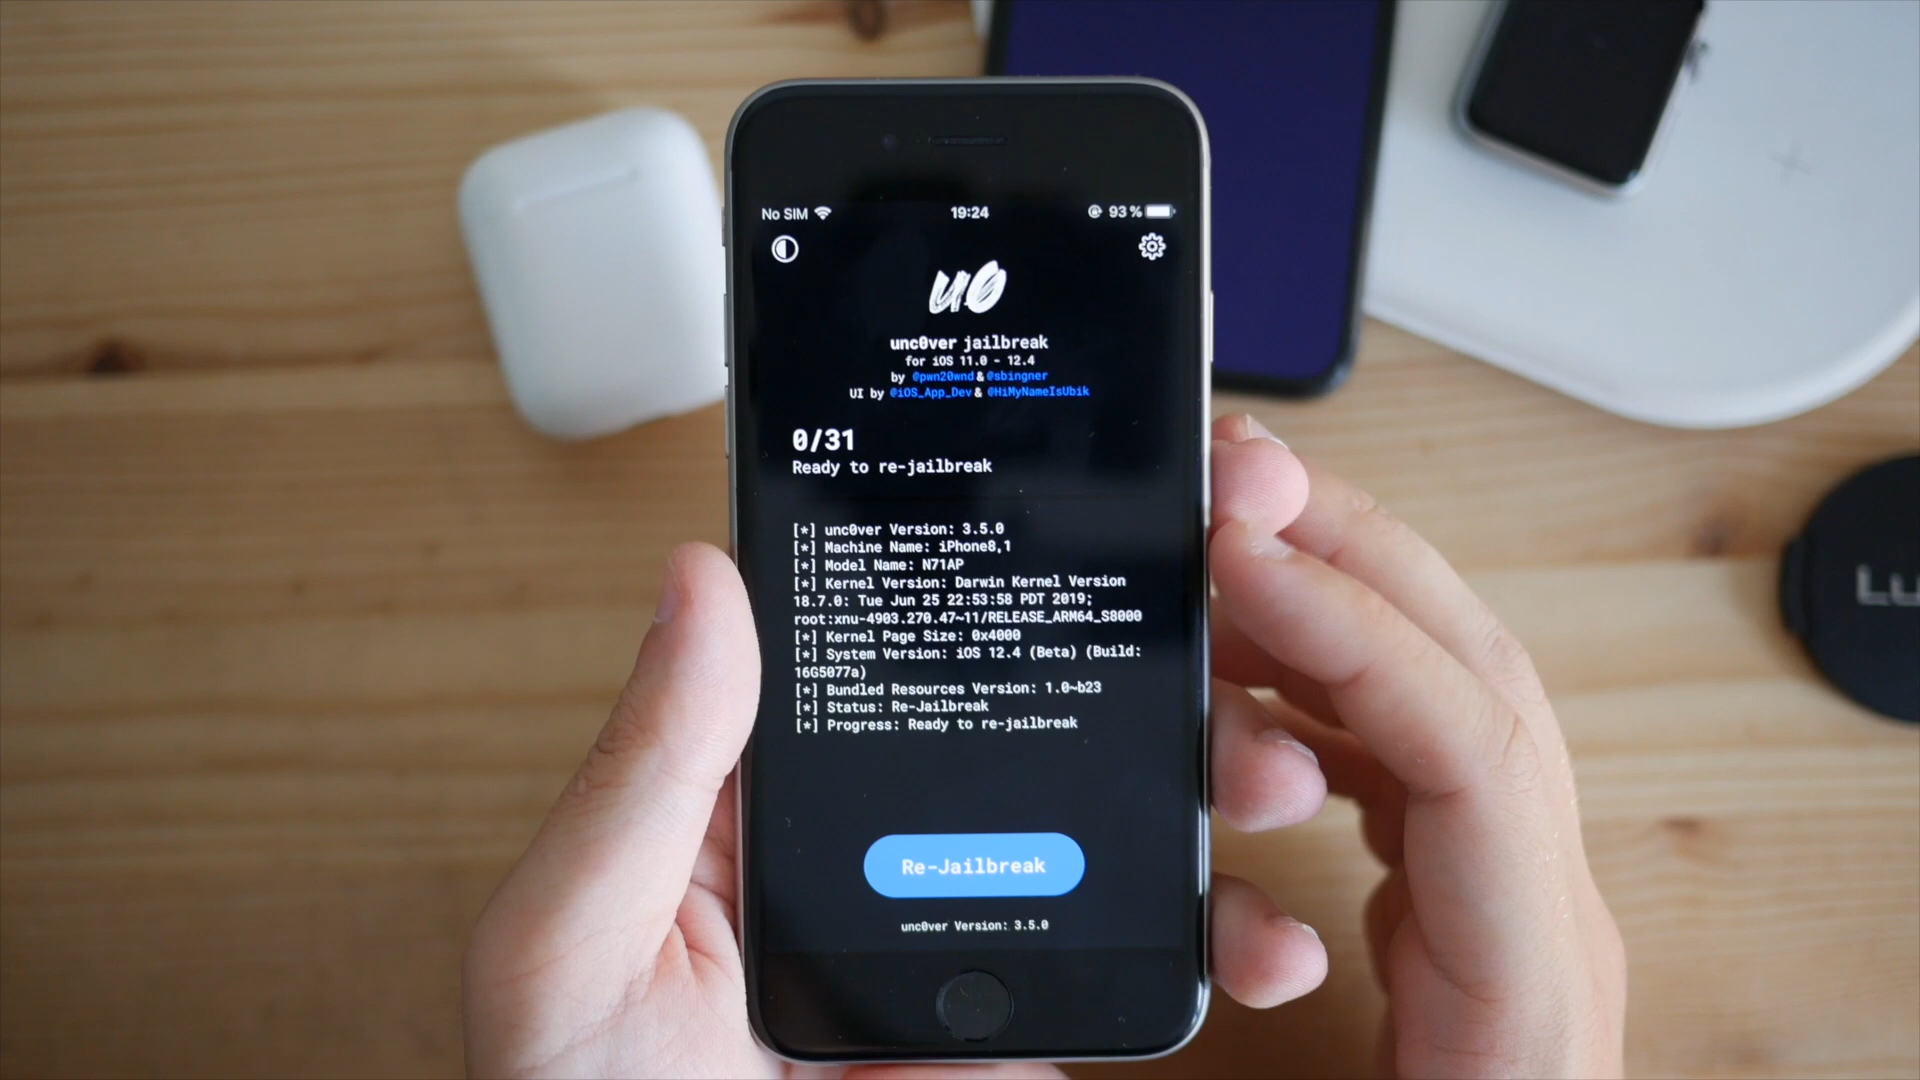 No SIM 19:24 93 %
u0
unc0ver jailbreak
for iOS 11.0 - 12.4
by @pwn20wnd & @sbingner
UI by @iOS_App_Dev & @HiMyNameIsUbik
0/31
Ready to re-jailbreak
[*] unc0ver Version: 3.5.0
[*] Machine Name: iPhone8,1
[*] Model Name: N71AP
[*] Kernel Version: Darwin Kernel Version
18.7.0: Tue Jun 25 22:53:58 PDT 2019;
root:xnu-4903.270.47~11/RELEASE_ARM64_S8000
[*] Kernel Page Size: 0x4000
[*] System Version: iOS 12.4 (Beta) (Build:
16G5077a)
[*] Bundled Resources Version: 1.0~b23
[*] Status: Re-Jailbreak
[*] Progress: Ready to re-jailbreak
Re-Jailbreak
unc0ver Version: 3.5.0